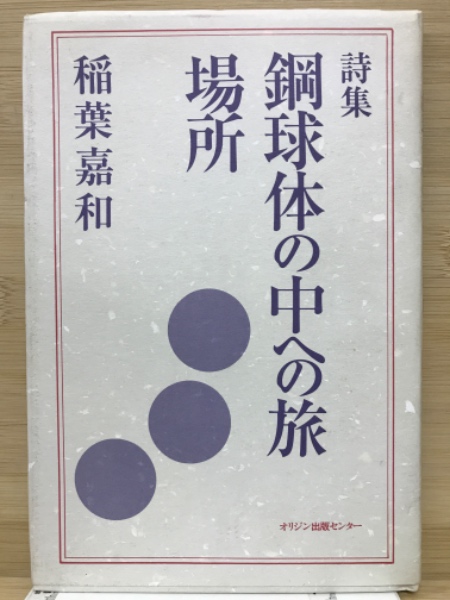 詩集
鋼球体の中への旅
場所
稲葉嘉和
オリジン出版センター